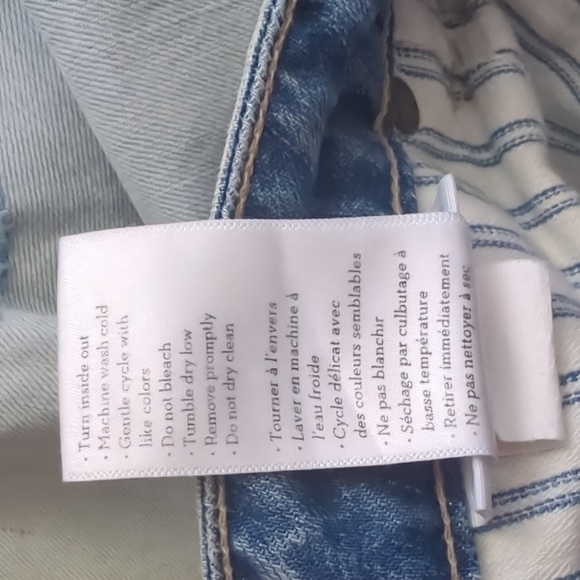 · Turn inside out
· Machine wash cold
· Gentle cycle with
like colors
· Do not bleach
· Tumble dry low
· Remove promptly
· Do not dry clean
· Tourner à l'envers
· Laver en machine à
l'eau froide
· Cycle délicat avec
des couleurs semblables
· Ne pas blanchir
· Séchage par culbutage à
basse température
· Retirer immédiatement
· Ne pas nettoyer à sec